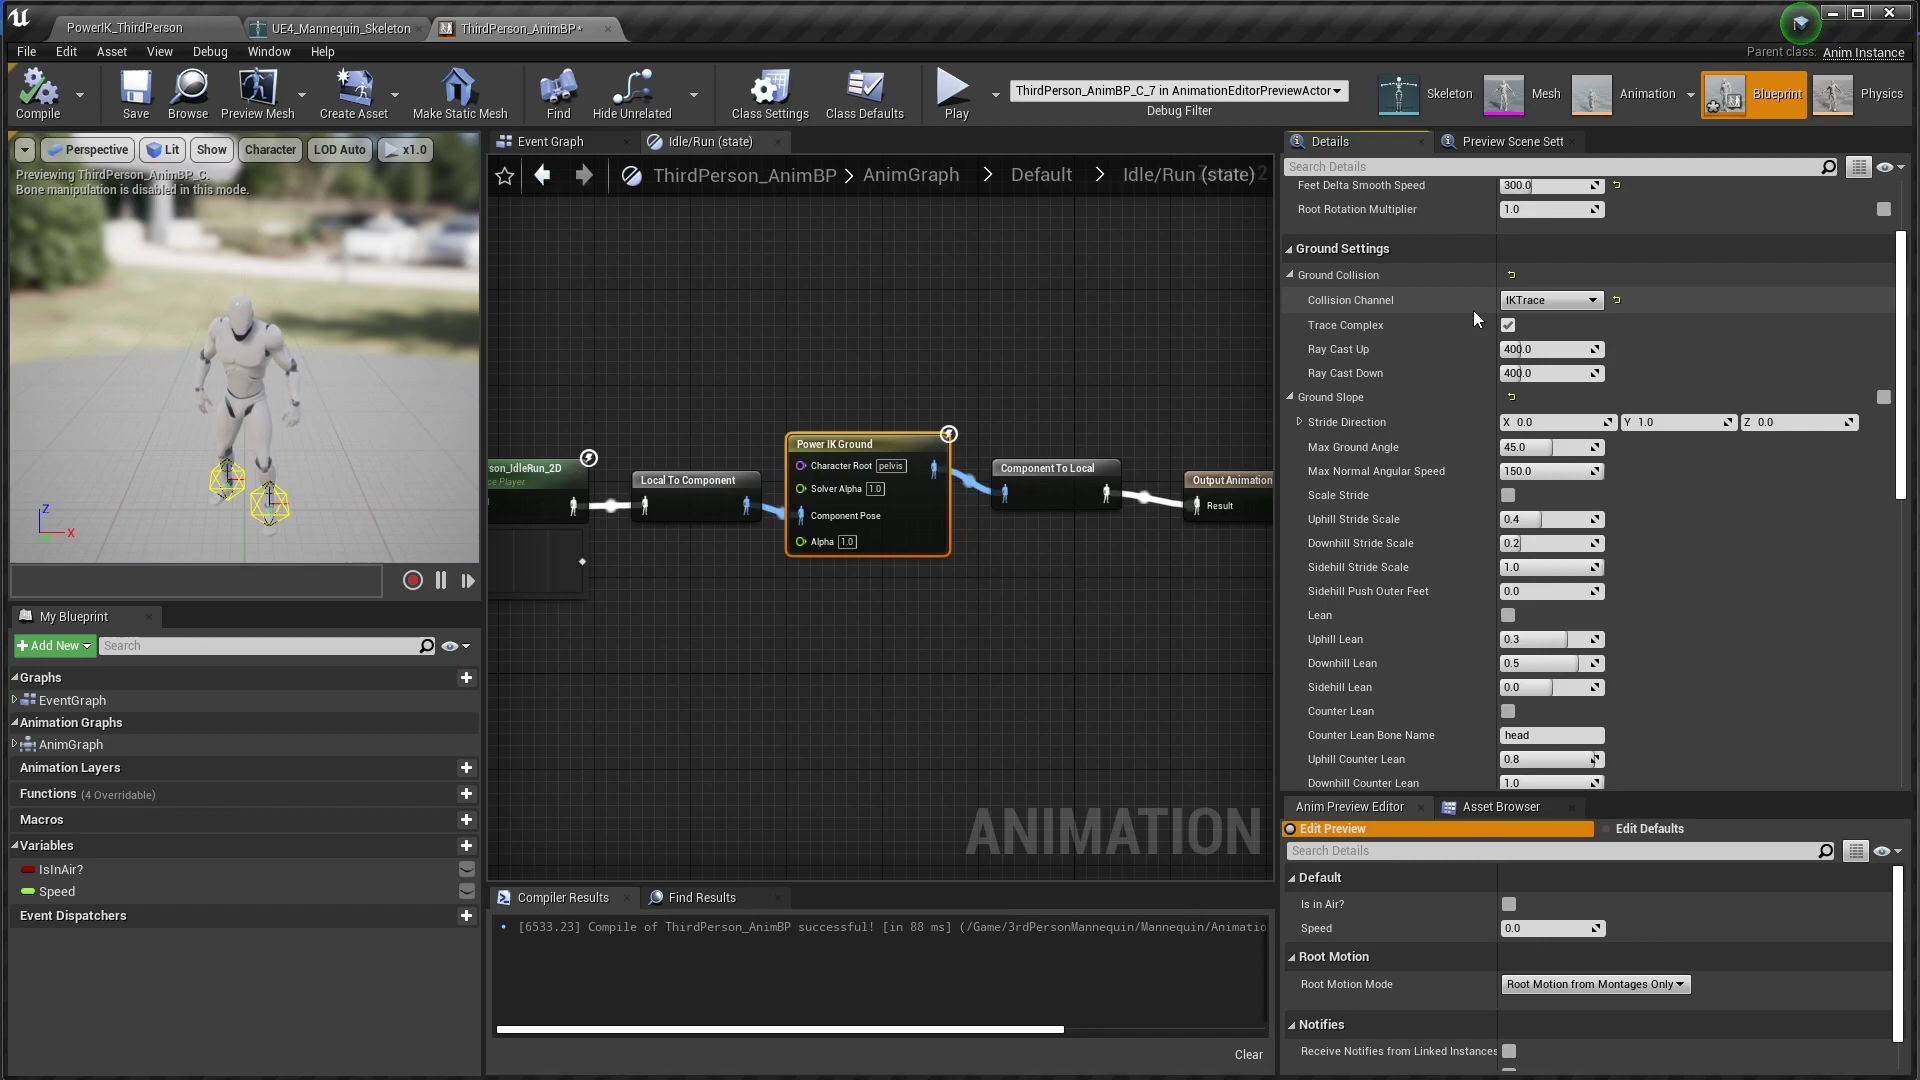 PowerIK_ThirdPerson
UE4_Mannequin_Skeleton
ThirdPerson_AnimBP*
File Edit Asset View Debug Window Help
Parent class: Anim Instance
Compile
Save
Browse
Preview Mesh
Create Asset
Make Static Mesh
Find
Hide Unrelated
Class Settings
Class Defaults
Play
ThirdPerson_AnimBP_C_7 in AnimationEditorPreviewActor
Debug Filter
Skeleton
Mesh
Animation
Blueprint
Physics
Perspective Lit Show Character LOD Auto x1.0
Previewing ThirdPerson_AnimBP_C.
Bone manipulation is disabled in this mode.
Z
X
My Blueprint
+ Add New Search
Graphs
EventGraph
Animation Graphs
AnimGraph
Animation Layers
Functions (4 Overridable)
Macros
Variables
IsInAir?
Speed
Event Dispatchers
Event Graph
Idle/Run (state)
ThirdPerson_AnimBP > AnimGraph > Default > Idle/Run (state)
son_IdleRun_2D
ce Player
Local To Component
Power IK Ground
Character Root pelvis
Solver Alpha 1.0
Component Pose
Alpha 1.0
Component To Local
Output Animation
Result
ANIMATION
Compiler Results
Find Results
[6533.23] Compile of ThirdPerson_AnimBP successful! [in 88 ms] (/Game/3rdPersonMannequin/Mannequin/Animatio
Clear
Details
Preview Scene Sett
Search Details
Feet Delta Smooth Speed 300.0
Root Rotation Multiplier 1.0
Ground Settings
Ground Collision
Collision Channel IKTrace
Trace Complex
Ray Cast Up 400.0
Ray Cast Down 400.0
Ground Slope
Stride Direction X 0.0 Y 1.0 Z 0.0
Max Ground Angle 45.0
Max Normal Angular Speed 150.0
Scale Stride
Uphill Stride Scale 0.4
Downhill Stride Scale 0.2
Sidehill Stride Scale 1.0
Sidehill Push Outer Feet 0.0
Lean
Uphill Lean 0.3
Downhill Lean 0.5
Sidehill Lean 0.0
Counter Lean
Counter Lean Bone Name head
Uphill Counter Lean 0.8
Downhill Counter Lean 1.0
Anim Preview Editor
Asset Browser
Edit Preview
Edit Defaults
Search Details
Default
Is in Air?
Speed 0.0
Root Motion
Root Motion Mode Root Motion from Montages Only
Notifies
Receive Notifies from Linked Instances